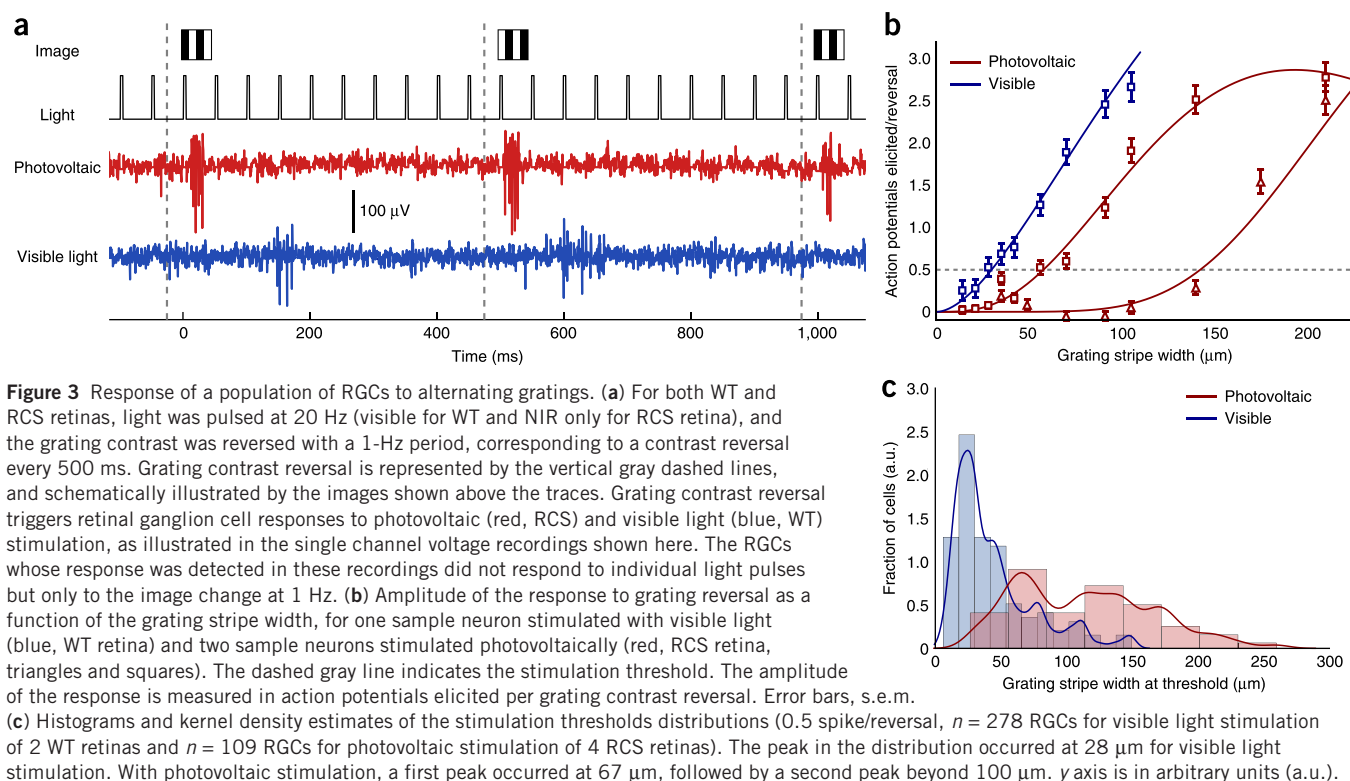 a
Image
Light
Photovoltaic
100 µV
Visible light
0 200 400 600 800 1,000
Time (ms)
b
Action potentials elicited/reversal
3.0
2.5
2.0
1.5
1.0
0.5
0
Photovoltaic
Visible
0 50 100 150 200
Grating stripe width (µm)
c
Fraction of cells (a.u.)
3.0
2.5
2.0
1.5
1.0
0.5
0
Photovoltaic
Visible
0 50 100 150 200 250 300
Grating stripe width at threshold (µm)
Figure 3 Response of a population of RGCs to alternating gratings. (a) For both WT and
RCS retinas, light was pulsed at 20 Hz (visible for WT and NIR only for RCS retina), and
the grating contrast was reversed with a 1-Hz period, corresponding to a contrast reversal
every 500 ms. Grating contrast reversal is represented by the vertical gray dashed lines,
and schematically illustrated by the images shown above the traces. Grating contrast reversal
triggers retinal ganglion cell responses to photovoltaic (red, RCS) and visible light (blue, WT)
stimulation, as illustrated in the single channel voltage recordings shown here. The RGCs
whose response was detected in these recordings did not respond to individual light pulses
but only to the image change at 1 Hz. (b) Amplitude of the response to grating reversal as a
function of the grating stripe width, for one sample neuron stimulated with visible light
(blue, WT retina) and two sample neurons stimulated photovoltaically (red, RCS retina,
triangles and squares). The dashed gray line indicates the stimulation threshold. The amplitude
of the response is measured in action potentials elicited per grating contrast reversal. Error bars, s.e.m.
(c) Histograms and kernel density estimates of the stimulation thresholds distributions (0.5 spike/reversal, n = 278 RGCs for visible light stimulation
of 2 WT retinas and n = 109 RGCs for photovoltaic stimulation of 4 RCS retinas). The peak in the distribution occurred at 28 µm for visible light
stimulation. With photovoltaic stimulation, a first peak occurred at 67 µm, followed by a second peak beyond 100 µm. y axis is in arbitrary units (a.u.).